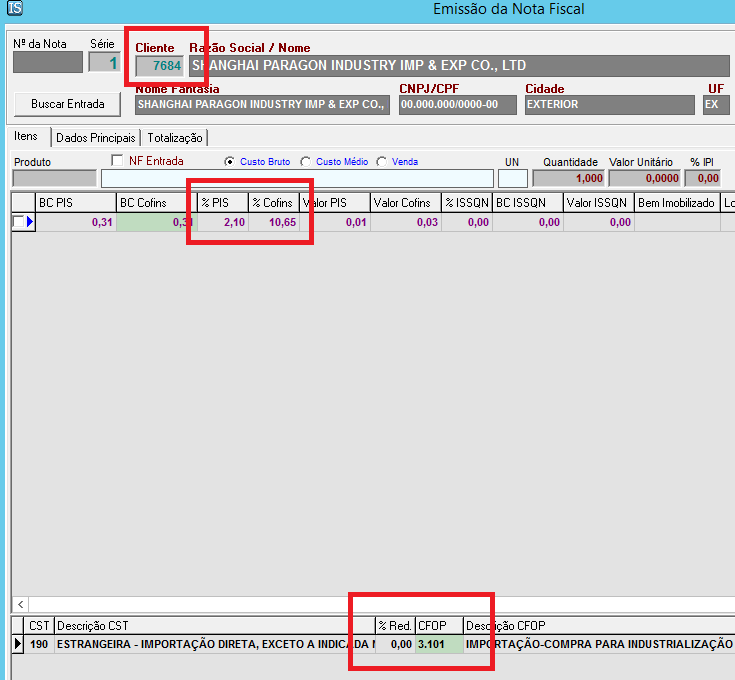 IS Emissão da Nota Fiscal
Nº da Nota Série Cliente Razão Social / Nome
1 7684 SHANGHAI PARAGON INDUSTRY IMP & EXP CO., LTD
Nome Fantasia CNPJ/CPF Cidade UF
Buscar Entrada SHANGHAI PARAGON INDUSTRY IMP & EXP CO., 00.000.000/0000-00 EXTERIOR EX
Itens Dados Principais Totalização
Produto NF Entrada Custo Bruto Custo Médio Venda UN Quantidade Valor Unitário % IPI
1,000 0,0000 0,00
BC PIS BC Cofins % PIS % Cofins Valor PIS Valor Cofins % ISSQN BC ISSQN Valor ISSQN Bem Imobilizado Lo
0,31 0,31 2,10 10,65 0,01 0,03 0,00 0,00 0,00
CST Descrição CST % Red. CFOP Descrição CFOP
190 ESTRANGEIRA - IMPORTAÇÃO DIRETA, EXCETO A INDICADA 0,00 3.101 IMPORTAÇÃO-COMPRA PARA INDUSTRIALIZAÇÃO